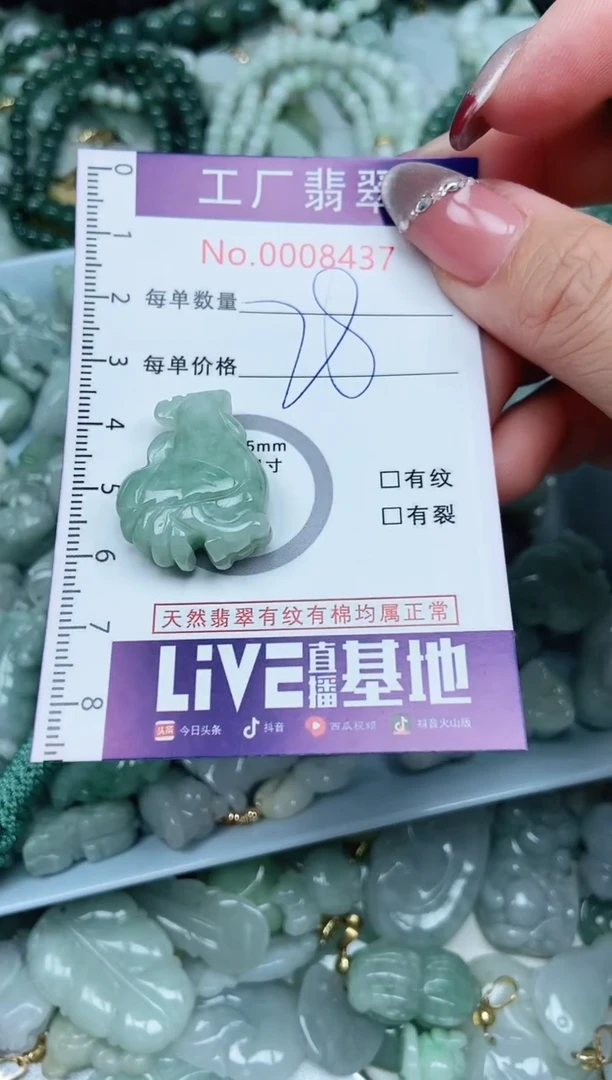 0
1
2
3
4
5
6
7
8
工厂翡翠
No.0008437
每单数量
28
每单价格
5mm
寸
□有纹
□有裂
天然翡翠有纹有棉均属正常
LiVE直播基地
头条 今日头条 抖音 西瓜视频 抖音火山版